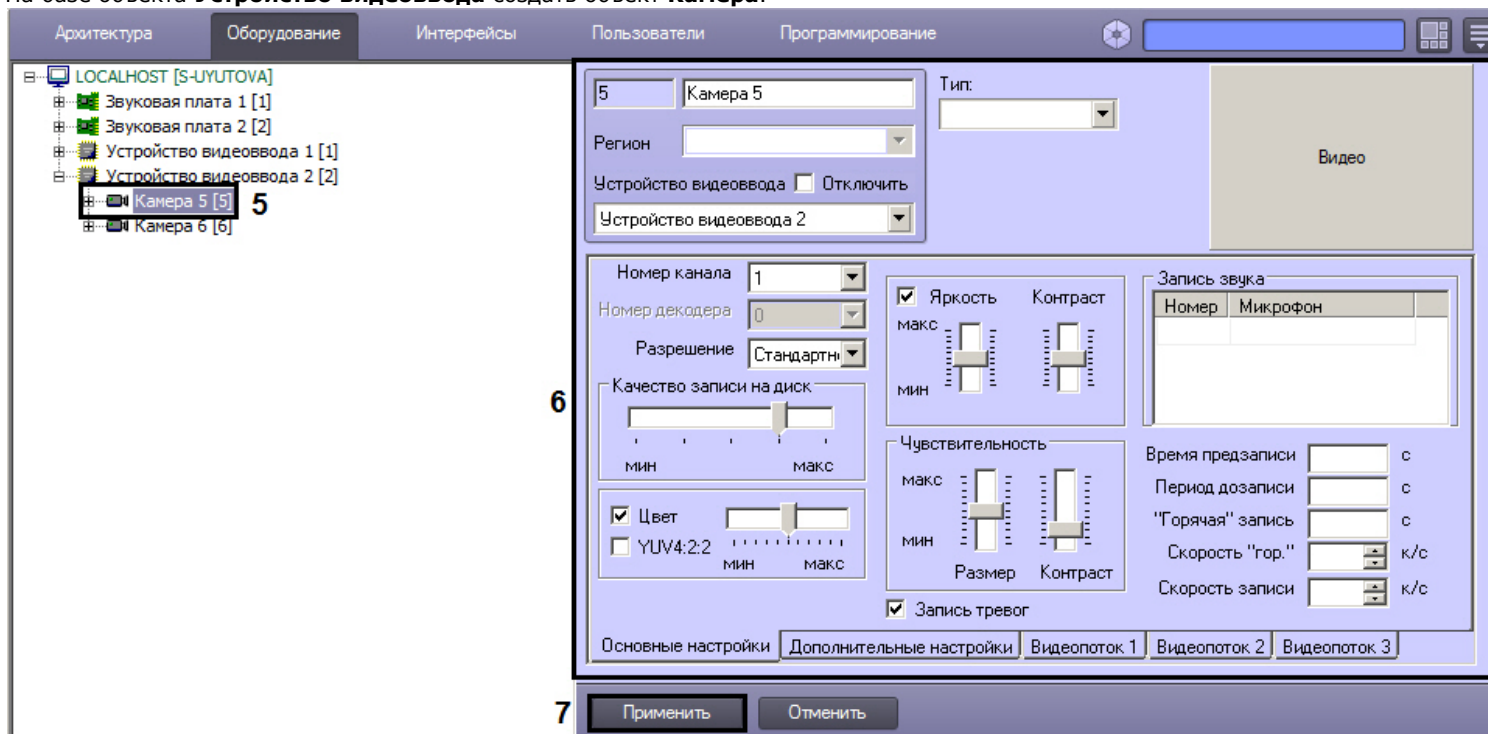 На базе объекта Устройство видеоввода создать объект Камера.
Архитектура Оборудование Интерфейсы Пользователи Программирование
LOCALHOST [S-UYUTOVA]
Звуковая плата 1 [1]
Звуковая плата 2 [2]
Устройство видеоввода 1 [1]
Устройство видеоввода 2 [2]
Камера 5 [5] 5
Камера 6 [6]
5 Камера 5 Тип:
Регион
Устройство видеоввода Отключить
Устройство видеоввода 2
Видео
6
Номер канала 1
Номер декодера 0
Разрешение Стандартн
Качество записи на диск
мин макс
Цвет
YUV4:2:2
мин макс
Яркость Контраст
макс
мин
Чувствительность
макс
мин
Размер Контраст
Запись тревог
Запись звука
Номер Микрофон
Время предзаписи с
Период дозаписи с
"Горячая" запись с
Скорость "гор." к/с
Скорость записи к/с
Основные настройки Дополнительные настройки Видеопоток 1 Видеопоток 2 Видеопоток 3
7 Применить Отменить